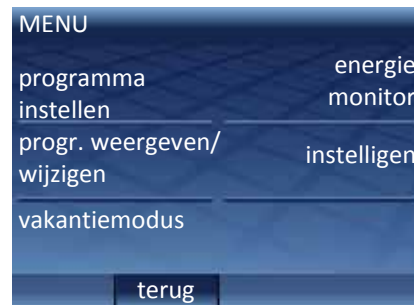 MENU
programma
instellen
energie
monitor
progr. weergeven/
wijzigen
instelligen
vakantiemodus
terug